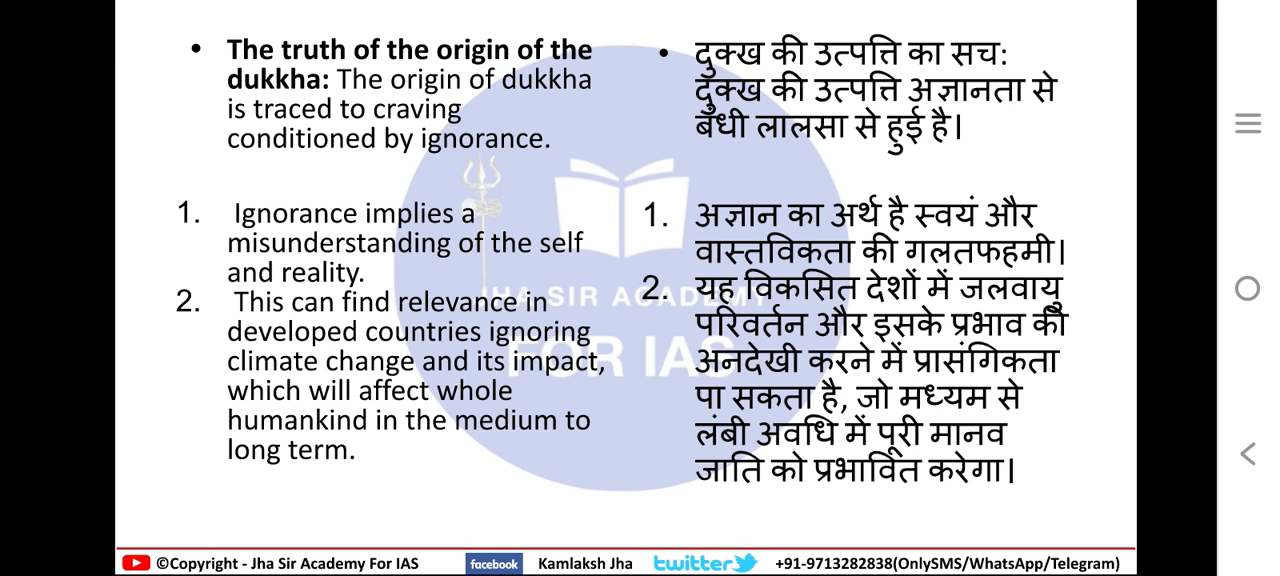 • The truth of the origin of the
dukkha: The origin of dukkha
is traced to craving
conditioned by ignorance.
1. Ignorance implies a
misunderstanding of the self
and reality.
2. This can find relevance in
developed countries ignoring
climate change and its impact,
which will affect whole
humankind in the medium to
long term.
• दुक्ख की उत्पत्ति का सच:
दुक्ख की उत्पत्ति अज्ञानता से
बंधी लालसा से हुई है।
1. अज्ञान का अर्थ है स्वयं और
वास्तविकता की गलतफहमी।
2. यह विकसित देशों में जलवायु
परिवर्तन और इसके प्रभाव की
अनदेखी करने में प्रासंगिकता
पा सकता है, जो मध्यम से
लंबी अवधि में पूरी मानव
जाति को प्रभावित करेगा।
JHA SIR ACADEMY
FOR IAS
©Copyright - Jha Sir Academy For IAS facebook Kamlaksh Jha twitter +91-9713282838(OnlySMS/WhatsApp/Telegram)